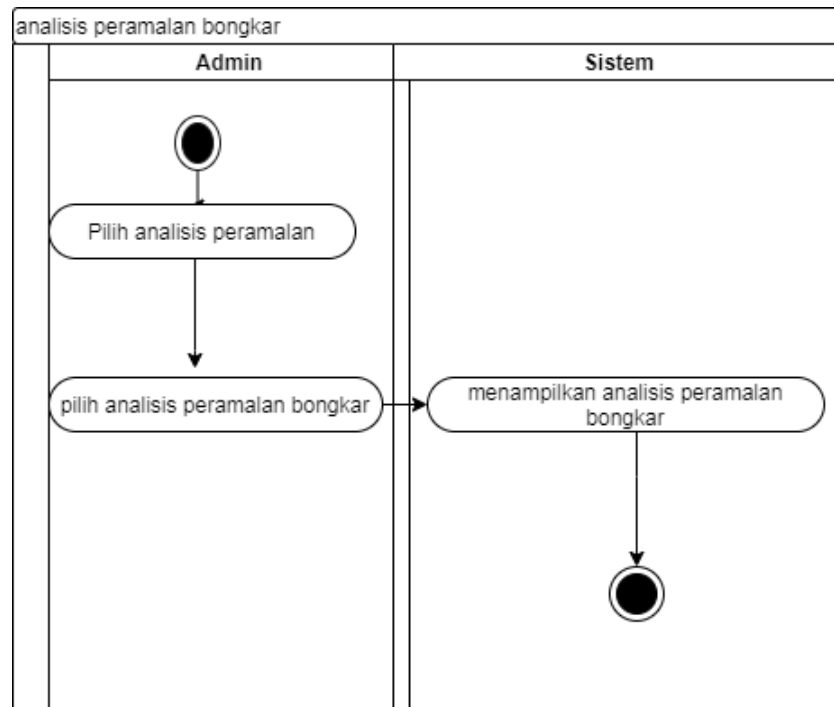 analisis peramalan bongkar
Admin
Sistem
Pilih analisis peramalan
pilih analisis peramalan bongkar
menampilkan analisis peramalan
bongkar